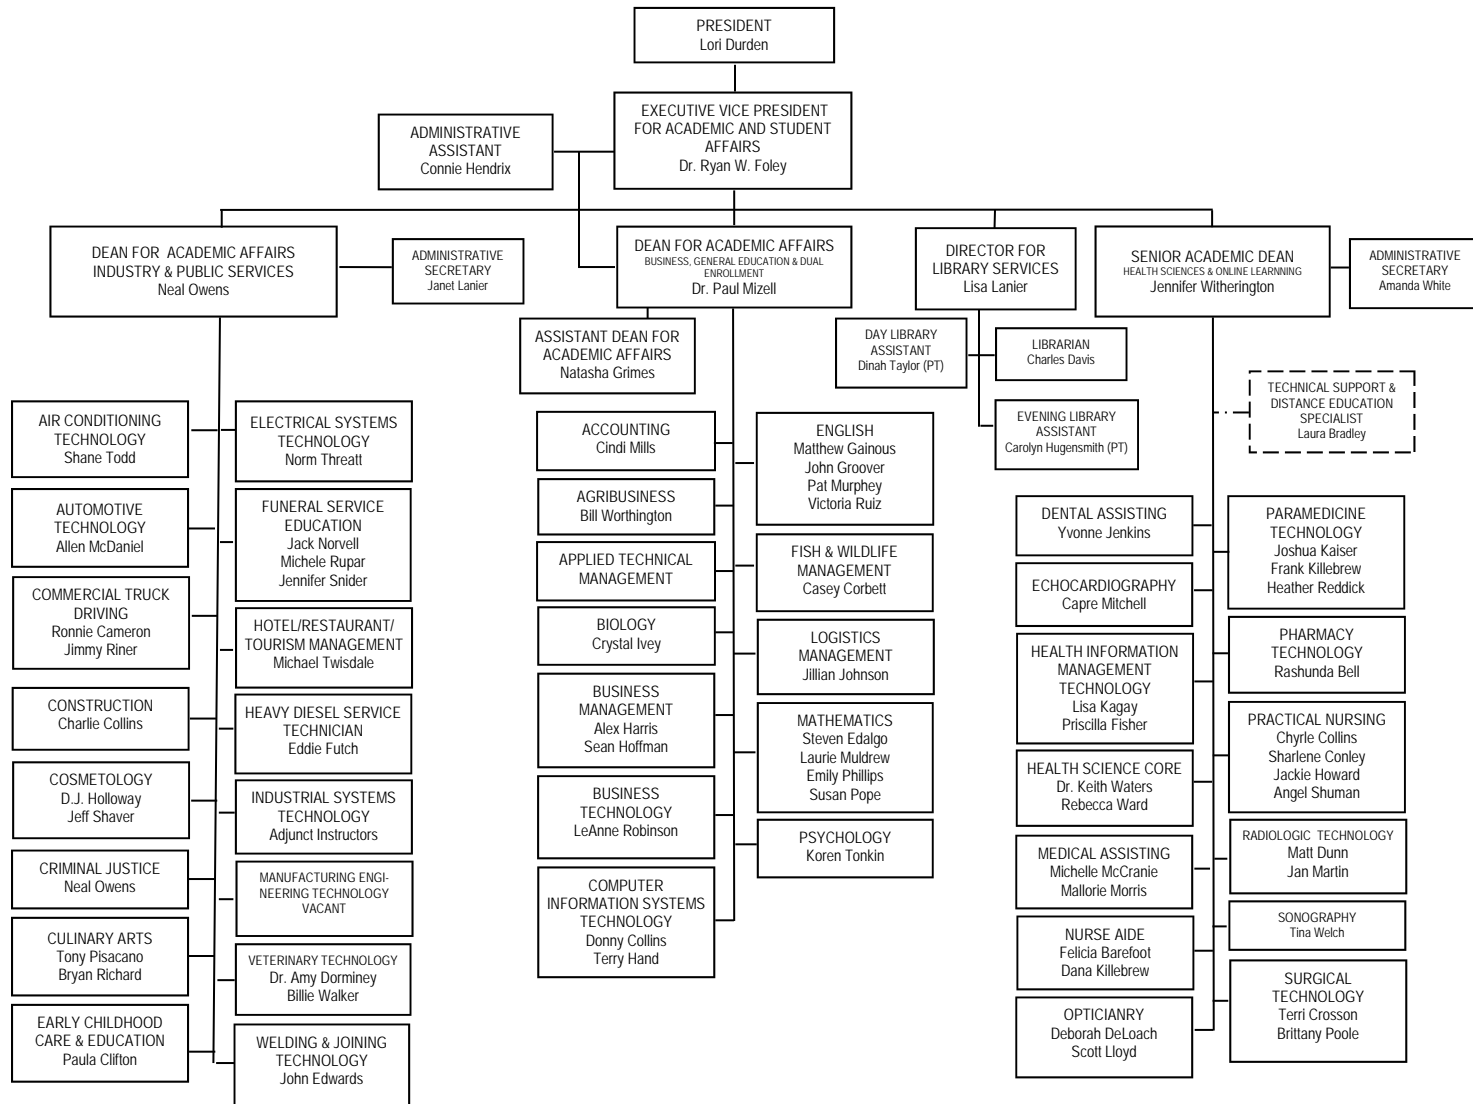 PRESIDENT
Lori Durden
EXECUTIVE VICE PRESIDENT
FOR ACADEMIC AND STUDENT
AFFAIRS
Dr. Ryan W. Foley
ADMINISTRATIVE
ASSISTANT
Connie Hendrix
DEAN FOR ACADEMIC AFFAIRS
INDUSTRY & PUBLIC SERVICES
Neal Owens
ADMINISTRATIVE
SECRETARY
Janet Lanier
DEAN FOR ACADEMIC AFFAIRS
BUSINESS, GENERAL EDUCATION & DUAL
ENROLLMENT
Dr. Paul Mizell
DIRECTOR FOR
LIBRARY SERVICES
Lisa Lanier
SENIOR ACADEMIC DEAN
HEALTH SCIENCES & ONLINE LEARNNING
Jennifer Witherington
ADMINISTRATIVE
SECRETARY
Amanda White
ASSISTANT DEAN FOR
ACADEMIC AFFAIRS
Natasha Grimes
DAY LIBRARY
ASSISTANT
Dinah Taylor (PT)
LIBRARIAN
Charles Davis
EVENING LIBRARY
ASSISTANT
Carolyn Hugensmith (PT)
TECHNICAL SUPPORT &
DISTANCE EDUCATION
SPECIALIST
Laura Bradley
AIR CONDITIONING
TECHNOLOGY
Shane Todd
AUTOMOTIVE
TECHNOLOGY
Allen McDaniel
COMMERCIAL TRUCK
DRIVING
Ronnie Cameron
Jimmy Riner
CONSTRUCTION
Charlie Collins
COSMETOLOGY
D.J. Holloway
Jeff Shaver
CRIMINAL JUSTICE
Neal Owens
CULINARY ARTS
Tony Pisacano
Bryan Richard
EARLY CHILDHOOD
CARE & EDUCATION
Paula Clifton
ELECTRICAL SYSTEMS
TECHNOLOGY
Norm Threatt
FUNERAL SERVICE
EDUCATION
Jack Norvell
Michele Rupar
Jennifer Snider
HOTEL/RESTAURANT/
TOURISM MANAGEMENT
Michael Twisdale
HEAVY DIESEL SERVICE
TECHNICIAN
Eddie Futch
INDUSTRIAL SYSTEMS
TECHNOLOGY
Adjunct Instructors
MANUFACTURING ENGI-
NEERING TECHNOLOGY
VACANT
VETERINARY TECHNOLOGY
Dr. Amy Dorminey
Billie Walker
WELDING & JOINING
TECHNOLOGY
John Edwards
ACCOUNTING
Cindi Mills
AGRIBUSINESS
Bill Worthington
APPLIED TECHNICAL
MANAGEMENT
BIOLOGY
Crystal Ivey
BUSINESS
MANAGEMENT
Alex Harris
Sean Hoffman
BUSINESS
TECHNOLOGY
LeAnne Robinson
COMPUTER
INFORMATION SYSTEMS
TECHNOLOGY
Donny Collins
Terry Hand
ENGLISH
Matthew Gainous
John Groover
Pat Murphey
Victoria Ruiz
FISH & WILDLIFE
MANAGEMENT
Casey Corbett
LOGISTICS
MANAGEMENT
Jillian Johnson
MATHEMATICS
Steven Edalgo
Laurie Muldrew
Emily Phillips
Susan Pope
PSYCHOLOGY
Koren Tonkin
DENTAL ASSISTING
Yvonne Jenkins
ECHOCARDIOGRAPHY
Capre Mitchell
HEALTH INFORMATION
MANAGEMENT
TECHNOLOGY
Lisa Kagay
Priscilla Fisher
HEALTH SCIENCE CORE
Dr. Keith Waters
Rebecca Ward
MEDICAL ASSISTING
Michelle McCranie
Mallorie Morris
NURSE AIDE
Felicia Barefoot
Dana Killebrew
OPTICIANRY
Deborah DeLoach
Scott Lloyd
PARAMEDICINE
TECHNOLOGY
Joshua Kaiser
Frank Killebrew
Heather Reddick
PHARMACY
TECHNOLOGY
Rashunda Bell
PRACTICAL NURSING
Chyrle Collins
Sharlene Conley
Jackie Howard
Angel Shuman
RADIOLOGIC TECHNOLOGY
Matt Dunn
Jan Martin
SONOGRAPHY
Tina Welch
SURGICAL
TECHNOLOGY
Terri Crosson
Brittany Poole